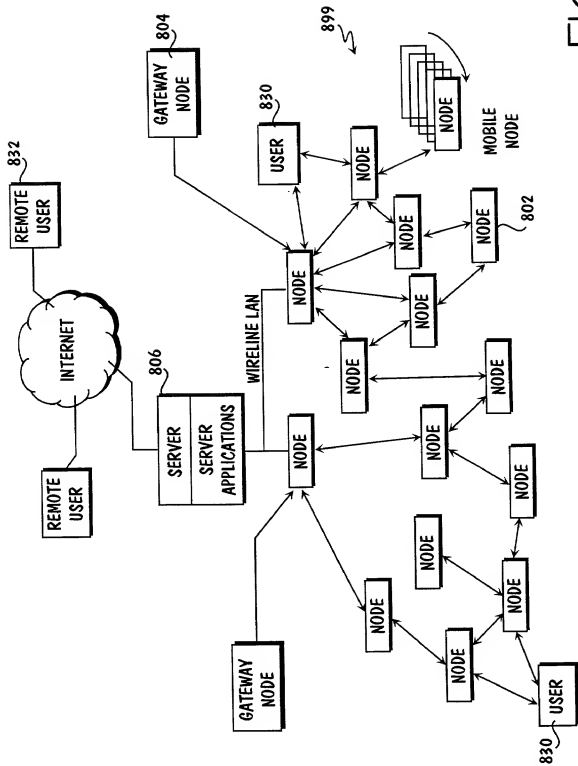 832
REMOTE
USER
REMOTE
USER
INTERNET
804
GATEWAY
NODE
806
SERVER
SERVER
APPLICATIONS
WIRELINE LAN
GATEWAY
NODE
830
USER
NODE
NODE
899
NODE
NODE
NODE
NODE
NODE
NODE
MOBILE
NODE
NODE
NODE
NODE
802
NODE
NODE
NODE
NODE
NODE
USER
830